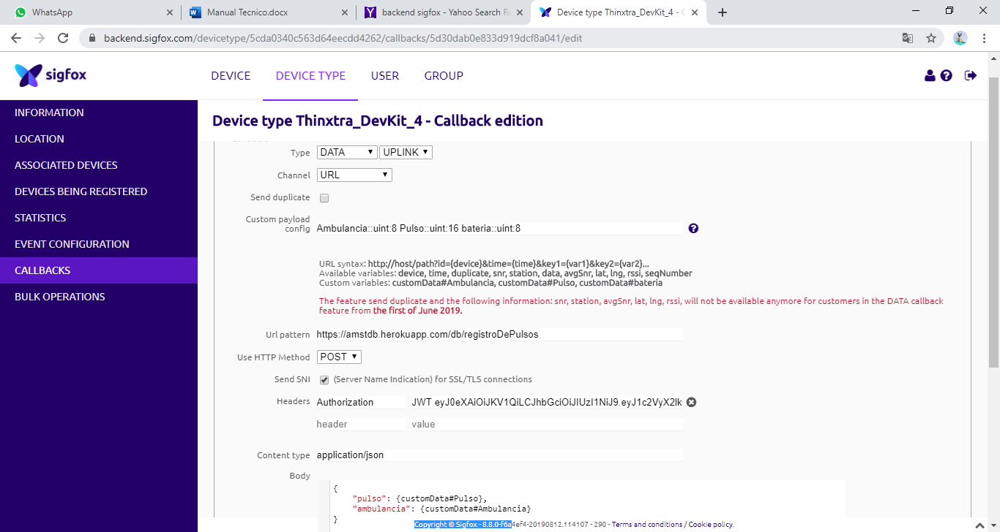 WhatsApp
Manual Tecnico.docx
backend sigfox - Yahoo Search R
Device type Thinxtra_DevKit_4 - C
backend.sigfox.com/devicetype/5cda0340c563d64eecdd4262/callbacks/5d30dab0e833d919dcf8a041/edit
sigfox
DEVICE DEVICE TYPE USER GROUP
INFORMATION
LOCATION
ASSOCIATED DEVICES
DEVICES BEING REGISTERED
STATISTICS
EVENT CONFIGURATION
CALLBACKS
BULK OPERATIONS
Device type Thinxtra_DevKit_4 - Callback edition
Type DATA UPLINK
Channel URL
Send duplicate
Custom payload
config Ambulancia::uint:8 Pulso::uint:16 bateria::uint:8
URL syntax: http://host/path?id={device}&time={time}&key1={var1}&key2={var2}...
Available variables: device, time, duplicate, snr, station, data, avgSnr, lat, lng, rssi, seqNumber
Custom variables: customData#Ambulancia, customData#Pulso, customData#bateria
The feature send duplicate and the following information: snr, station, avgSnr, lat, lng, rssi, will not be available anymore for customers in the DATA callback
feature from the first of June 2019.
Url pattern https://amstdb.herokuapp.com/db/registroDePulsos
Use HTTP Method POST
Send SNI (Server Name Indication) for SSL/TLS connections
Headers Authorization JWT eyJ0eXAiOiJKV1QiLCJhbGciOiJIUzI1NiJ9.eyJ1c2VyX2lk
header value
Content type application/json
Body
{
"pulso": {customData#Pulso},
"ambulancia": {customData#Ambulancia}
}
Copyright © Sigfox - 8.8.0-f6a4ef4-20190812.114107 - 290 - Terms and conditions / Cookie policy.